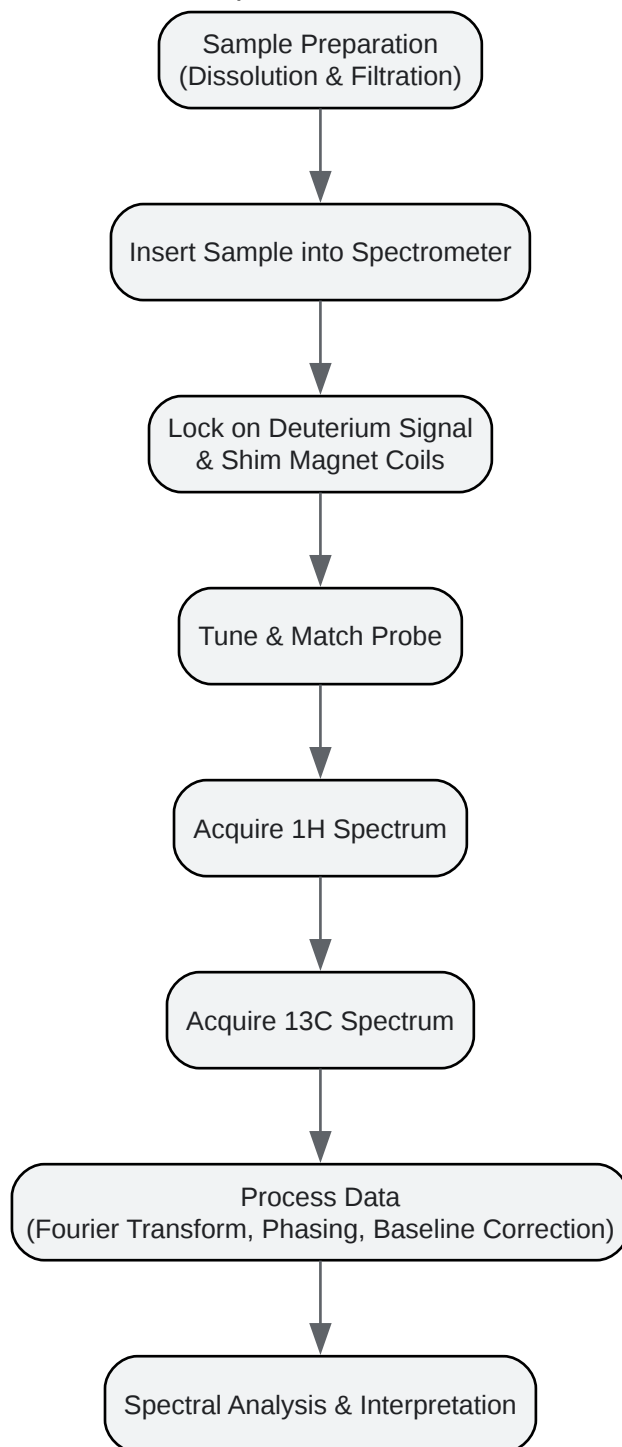 Sample Preparation
(Dissolution & Filtration)
Insert Sample into Spectrometer
Lock on Deuterium Signal
& Shim Magnet Coils
Tune & Match Probe
Acquire 1H Spectrum
Acquire 13C Spectrum
Process Data
(Fourier Transform, Phasing, Baseline Correction)
Spectral Analysis & Interpretation